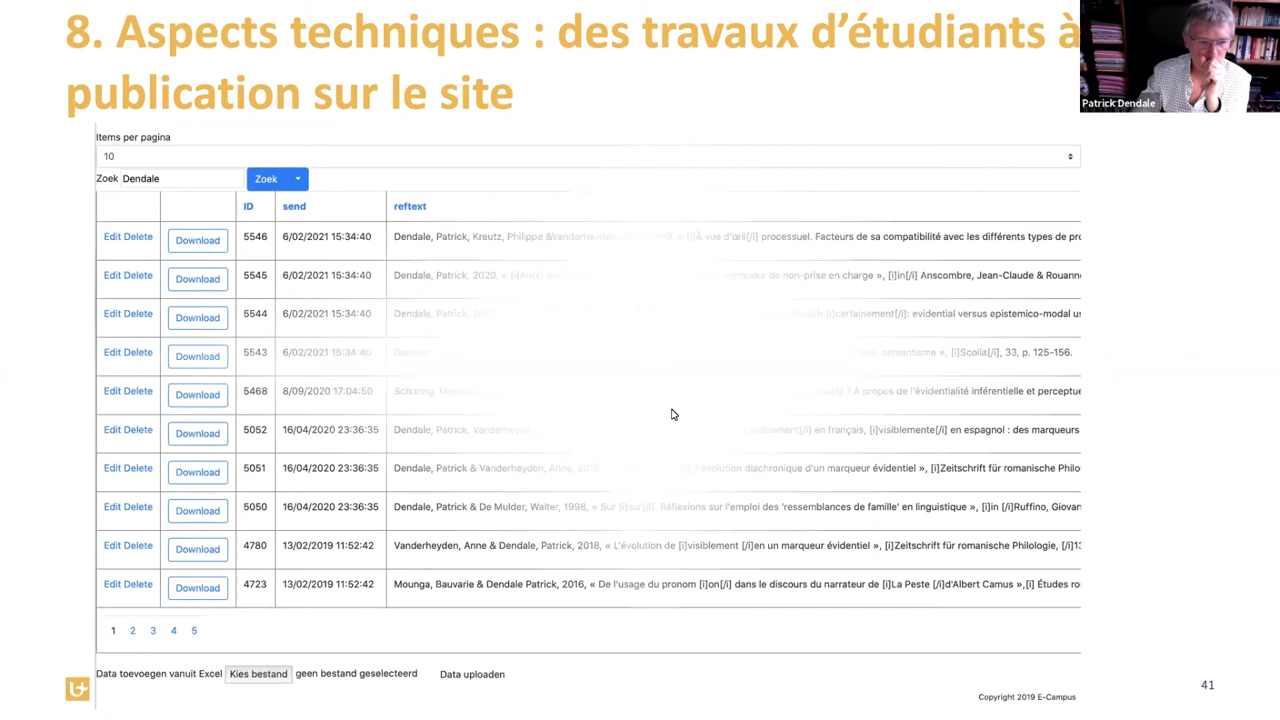 8. Aspects techniques : des travaux d’étudiants à
publication sur le site
Patrick Dendale
Items per pagina
10
Zoek Dendale Zoek
ID send reftext
Edit Delete Download 5546 6/02/2021 15:34:40 Dendale, Patrick, Kreutz, Philippe &Vanderheyden 2019 « [i]À vue d'œil[/i] processuel. Facteurs de sa compatibilité avec les différents types de pro
Edit Delete Download 5545 6/02/2021 15:34:40 Dendale, Patrick, 2020, « [i]Au(x) marqueur de non-prise en charge », [i]in[/i] Anscombre, Jean-Claude & Rouanne
Edit Delete Download 5544 6/02/2021 15:34:40 Dendale, Patrick, [i]certainement[/i]: evidential versus epistemico-modal us
Edit Delete Download 5543 6/02/2021 15:34:40 semantisme », [i]Scolia[/i], 33, p. 125-156.
Edit Delete Download 5468 8/09/2020 17:04:50 ? A propos de l'évidentialité inférentielle et perceptue
Edit Delete Download 5052 16/04/2020 23:36:35 Dendale, Patrick, Vanderheyden, en français, [i]visiblemente[/i] en espagnol : des marqueurs
Edit Delete Download 5051 16/04/2020 23:36:35 Dendale, Patrick & Vanderheyden, Anne, 2018 l'évolution diachronique d'un marqueur évidentiel », [i]Zeitschrift für romanische Philo
Edit Delete Download 5050 16/04/2020 23:36:35 Dendale, Patrick & De Mulder, Walter, 1998, « Sur [i]sur[/i]. Réflexions sur l'emploi des 'ressemblances de famille' en linguistique », [i]in [/i]Ruffino, Giovan
Edit Delete Download 4780 13/02/2019 11:52:42 Vanderheyden, Anne & Dendale, Patrick, 2018, « L'évolution de [i]visiblement [/i]en un marqueur évidentiel », [i]Zeitschrift für romanische Philologie, [/i]13
Edit Delete Download 4723 13/02/2019 11:52:42 Mounga, Bauvarie & Dendale Patrick, 2016, « De l'usage du pronom [i]on[/i] dans le discours du narrateur de [i]La Peste [/i]d'Albert Camus »,[i] Études ro
1 2 3 4 5
Data toevoegen vanuit Excel Kies bestand geen bestand geselecteerd Data uploaden
Copyright 2019 E-Campus
41